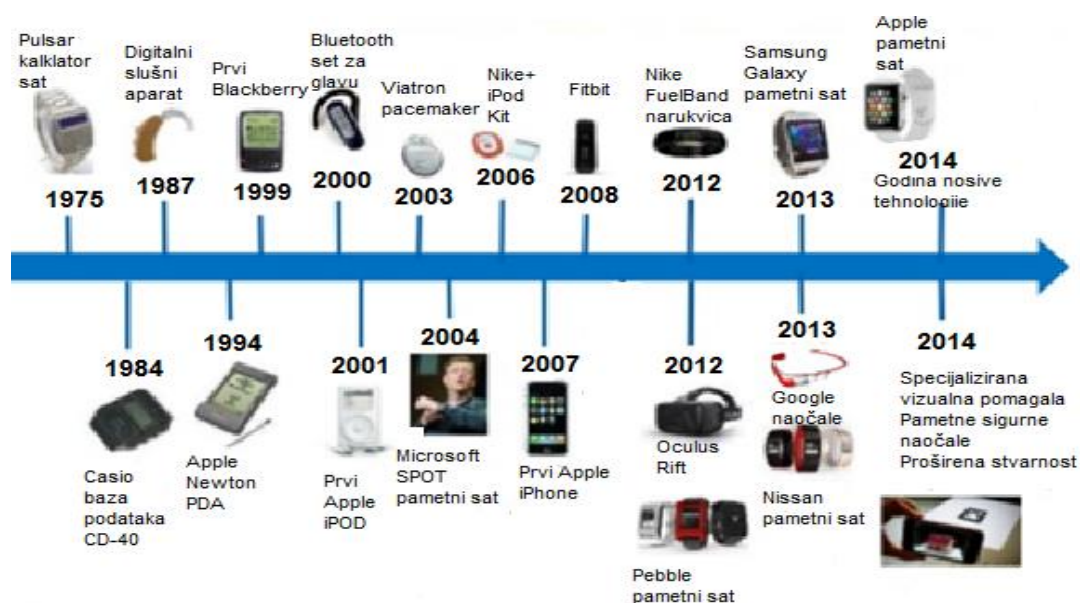 Pulsar
kalklator
sat
1975
Digitalni
slušni
aparat
1987
Prvi
Blackberry
1999
Bluetooth
set za
glavu
2000
Viatron
pacemaker
2003
Nike+
iPod
Kit
2006
Fitbit
2008
Nike
FuelBand
narukvica
2012
Samsung
Galaxy
pametni sat
2013
Apple
pametni
sat
2014
Godina nosive
tehnologiie
1984
Casio
baza
podataka
CD-40
1994
Apple
Newton
PDA
2001
Prvi
Apple
iPOD
2004
Microsoft
SPOT
pametni sat
2007
Prvi Apple
iPhone
2012
Oculus
Rift
Pebble
pametni sat
2013
Google
naočale
Nissan
pametni sat
2014
Specijalizirana
vizualna pomagala
Pametne sigurne
naočale
Proširena stvarnost